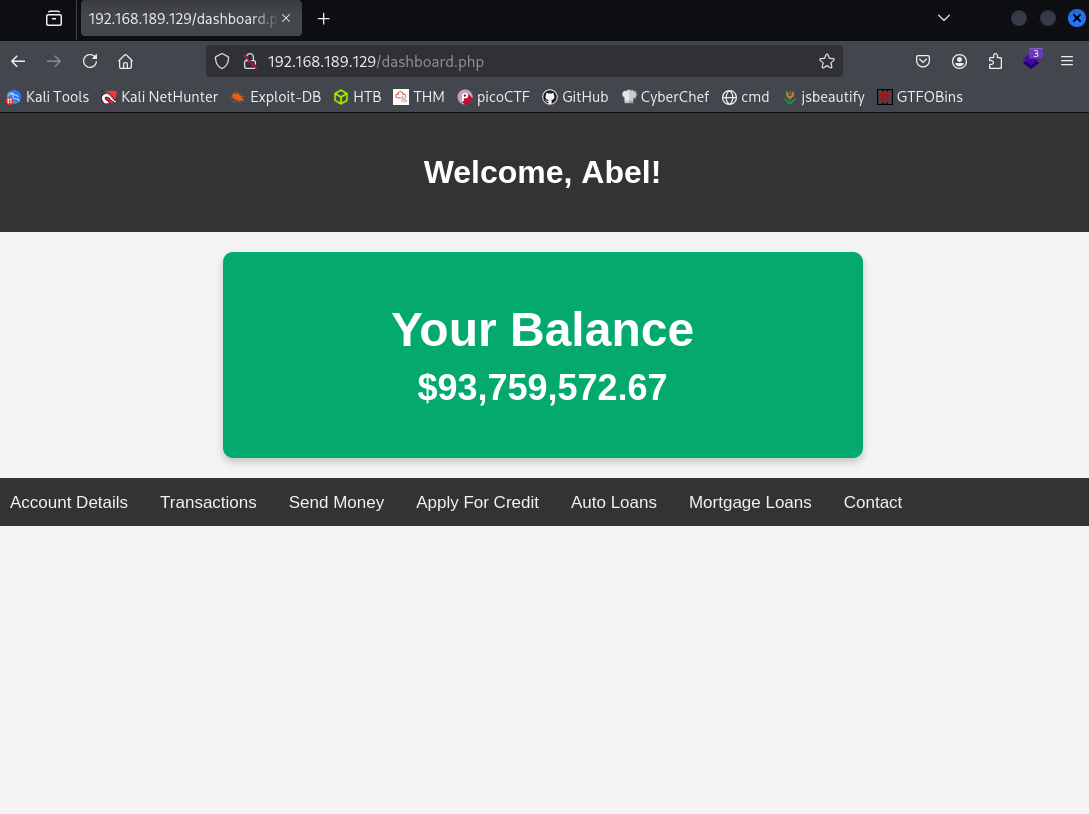 192.168.189.129/dashboard.p
192.168.189.129/dashboard.php
3
Kali Tools Kali NetHunter Exploit-DB HTB THM picoCTF GitHub CyberChef cmd jsbeautify GTFOBins
Welcome, Abel!
Your Balance
$93,759,572.67
Account Details Transactions Send Money Apply For Credit Auto Loans Mortgage Loans Contact